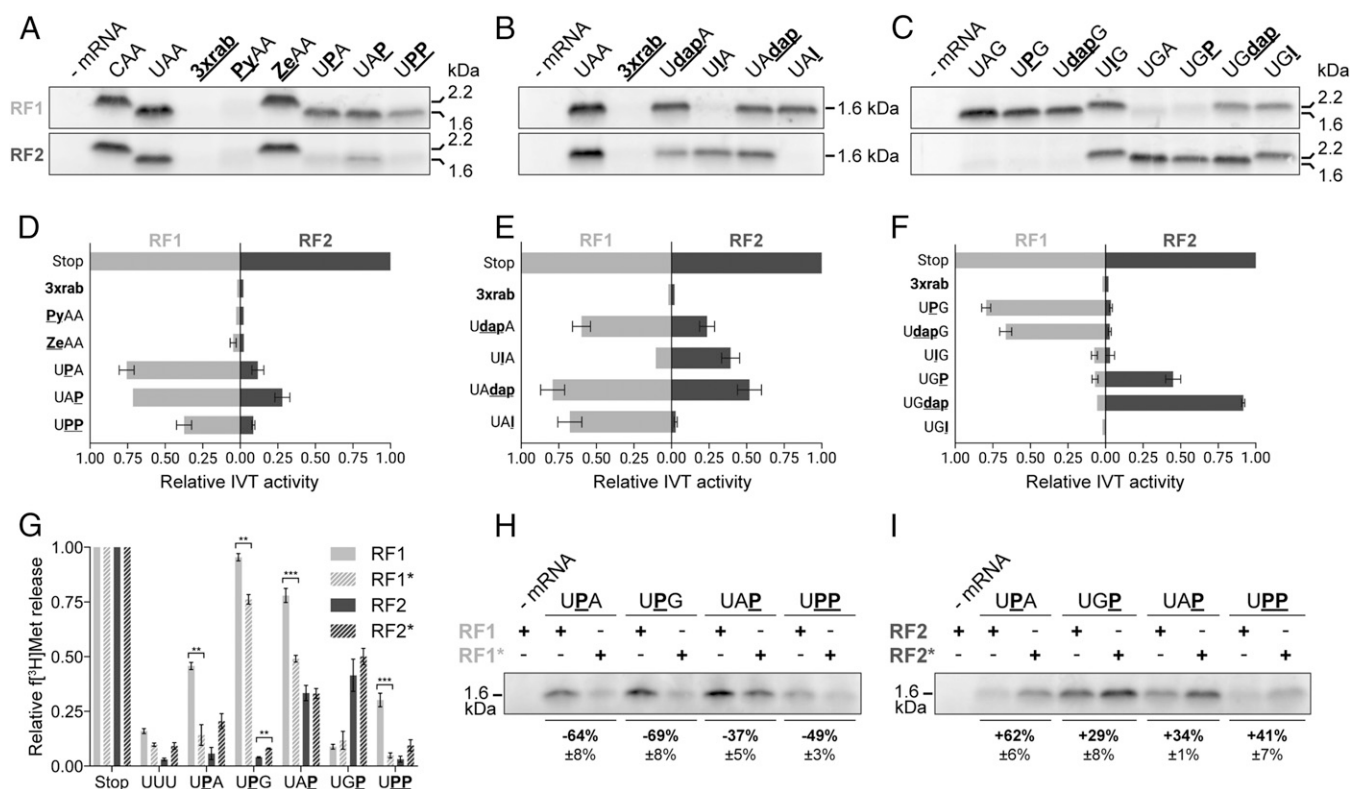 A
- mRNA CAA UAA 3xrab PyAA ZeAA UPA UAP UPP kDa
RF1 2.2
1.6
RF2 2.2
1.6
B
- mRNA UAA 3xrab UdapA UIA UAdap UAI
1.6 kDa
1.6 kDa
C
- mRNA UAG UPG UdapG UIG UGA UGP UGdap UGI kDa
2.2
1.6
2.2
1.6
D
RF1 RF2
Stop
3xrab
PyAA
ZeAA
UPA
UAP
UPP
1.00 0.75 0.50 0.25 0.00 0.25 0.50 0.75 1.00
Relative IVT activity
E
RF1 RF2
Stop
3xrab
UdapA
UIA
UAdap
UAI
1.00 0.75 0.50 0.25 0.00 0.25 0.50 0.75 1.00
Relative IVT activity
F
RF1 RF2
Stop
3xrab
UPG
UdapG
UIG
UGP
UGdap
UGI
1.00 0.75 0.50 0.25 0.00 0.25 0.50 0.75 1.00
Relative IVT activity
G
Relative f[³H]Met release
1.00
0.75
0.50
0.25
0.00
** ** ** *** ***
RF1
RF1*
RF2
RF2*
Stop UUU UPA UPG UAP UGP UPP
H
- mRNA UPA UPG UAP UPP
RF1 + + - + - + - + -
RF1* - - + - + - + - +
1.6
kDa
-64% -69% -37% -49%
±8% ±8% ±5% ±3%
I
- mRNA UPA UGP UAP UPP
RF2 + + - + - + - + -
RF2* - - + - + - + - +
1.6
kDa
+62% +29% +34% +41%
±6% ±8% ±1% ±7%